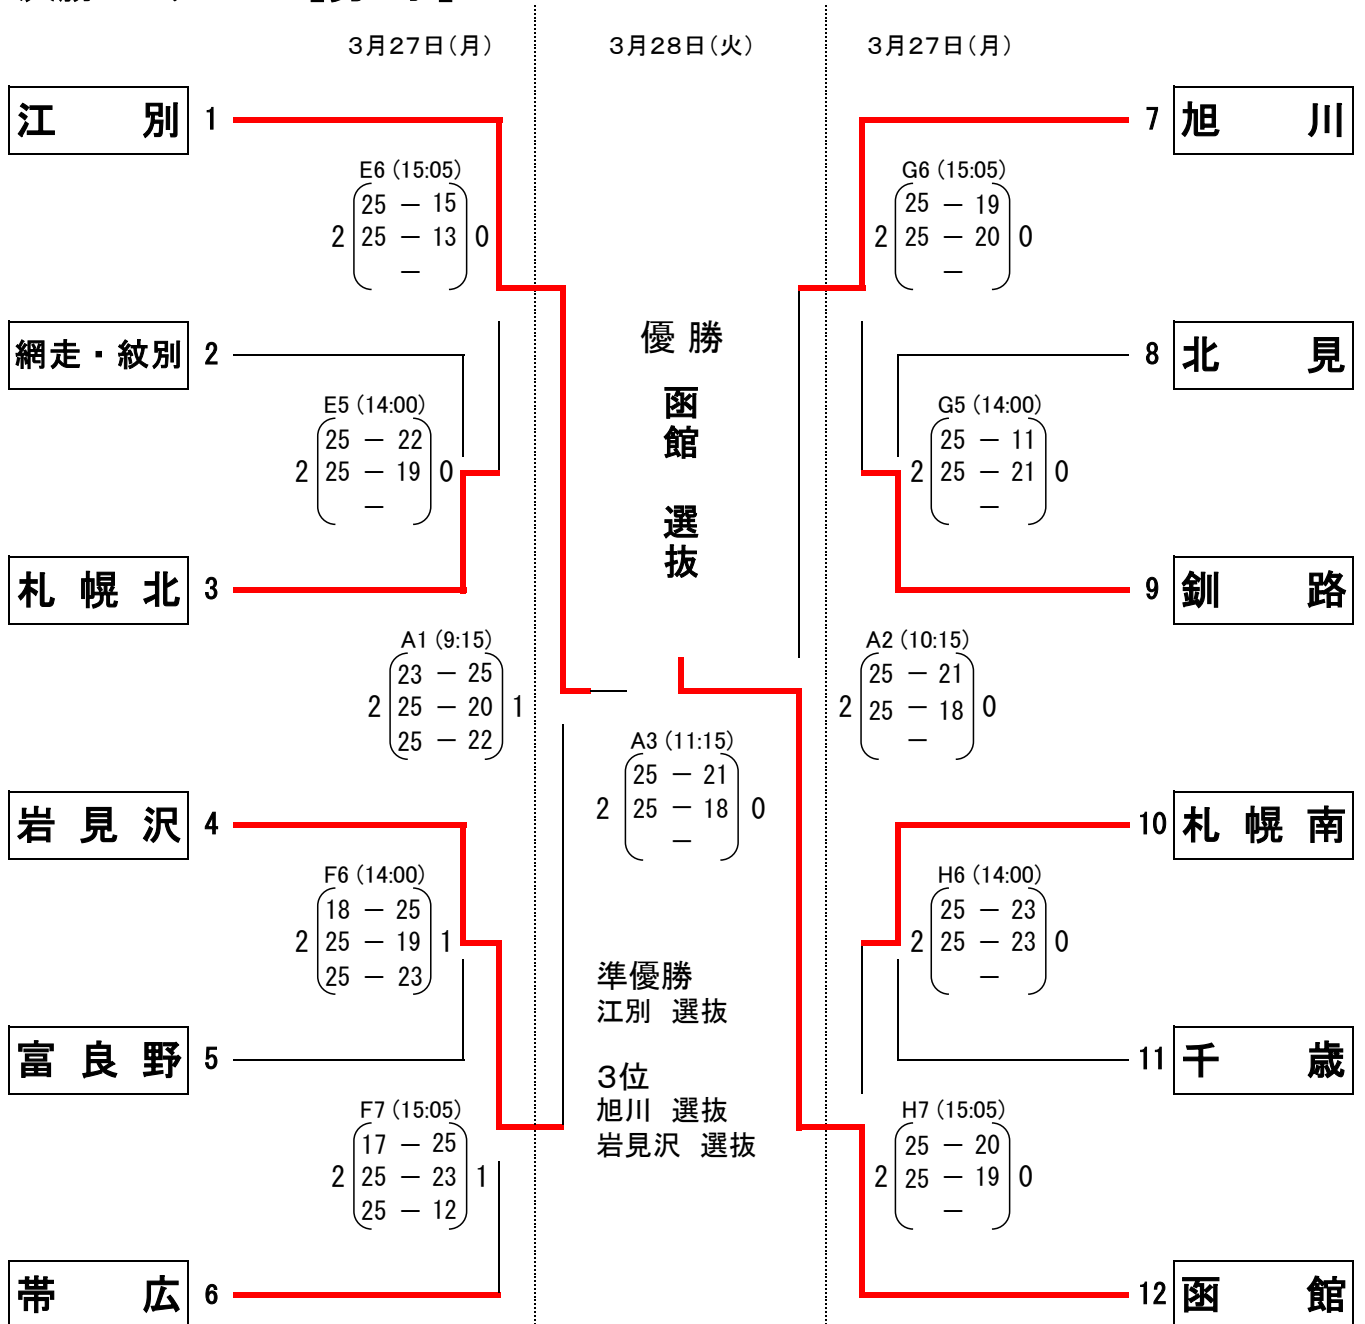 3月27日(月)
3月28日(火)
3月27日(月)
江別 1
7 旭川
E6 (15:05)
25 － 15
2 25 － 13 0
－
G6 (15:05)
25 － 19
2 25 － 20 0
－
優勝
函館 選抜
網走・紋別 2
8 北見
E5 (14:00)
25 － 22
2 25 － 19 0
－
G5 (14:00)
25 － 11
2 25 － 21 0
－
札幌北 3
9 釧路
A1 (9:15)
23 － 25
2 25 － 20 1
25 － 22
A2 (10:15)
25 － 21
2 25 － 18 0
－
A3 (11:15)
25 － 21
2 25 － 18 0
－
岩見沢 4
10 札幌南
F6 (14:00)
18 － 25
2 25 － 19 1
25 － 23
H6 (14:00)
25 － 23
2 25 － 23 0
－
準優勝
江別 選抜
3位
旭川 選抜
岩見沢 選抜
富良野 5
11 千歳
F7 (15:05)
17 － 25
2 25 － 23 1
25 － 12
H7 (15:05)
25 － 20
2 25 － 19 0
－
帯広 6
12 函館